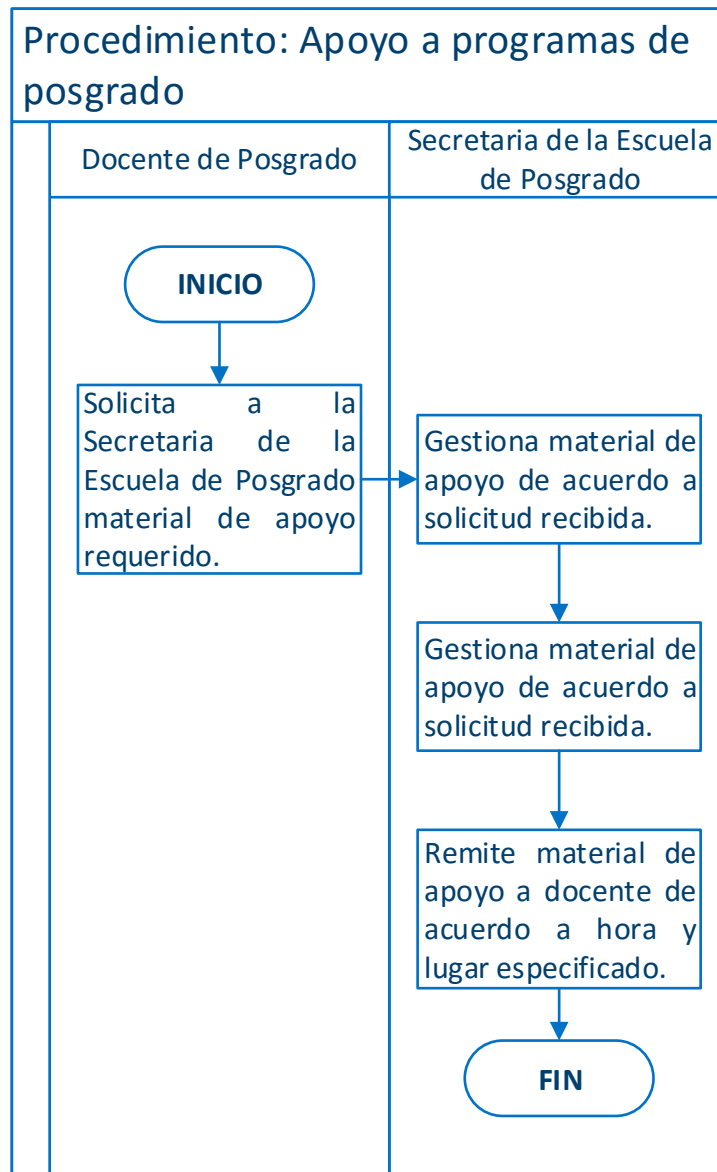 Procedimiento: Apoyo a programas de
posgrado
Docente de Posgrado
Secretaria de la Escuela
de Posgrado
INICIO
Solicita a la
Secretaria de la
Escuela de Posgrado
material de apoyo
requerido.
Gestiona material de
apoyo de acuerdo a
solicitud recibida.
Gestiona material de
apoyo de acuerdo a
solicitud recibida.
Remite material de
apoyo a docente de
acuerdo a hora y
lugar especificado.
FIN